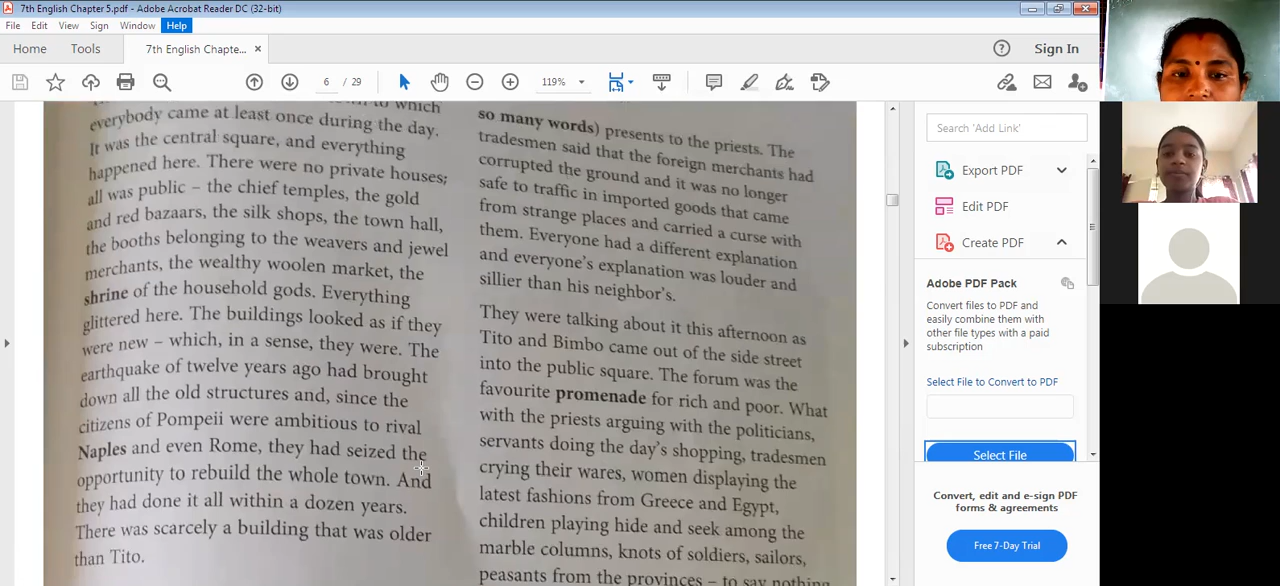 7th English Chapter 5.pdf - Adobe Acrobat Reader DC (32-bit)
File Edit View Sign Window Help
Home Tools 7th English Chapte... × Sign In
6 / 29 119%
to which
everybody came at least once during the day.
It was the central square, and everything
happened here. There were no private houses;
all was public – the chief temples, the gold
and red bazaars, the silk shops, the town hall,
the booths belonging to the weavers and jewel
merchants, the wealthy woolen market, the
shrine of the household gods. Everything
glittered here. The buildings looked as if they
were new – which, in a sense, they were. The
earthquake of twelve years ago had brought
down all the old structures and, since the
citizens of Pompeii were ambitious to rival
Naples and even Rome, they had seized the
opportunity to rebuild the whole town. And
they had done it all within a dozen years.
There was scarcely a building that was older
than Tito.
so many words) presents to the priests. The
tradesmen said that the foreign merchants had
corrupted the ground and it was no longer
safe to traffic in imported goods that came
from strange places and carried a curse with
them. Everyone had a different explanation
and everyone's explanation was louder and
sillier than his neighbor's.
They were talking about it this afternoon as
Tito and Bimbo came out of the side street
into the public square. The forum was the
favourite promenade for rich and poor. What
with the priests arguing with the politicians,
servants doing the day's shopping, tradesmen
crying their wares, women displaying the
latest fashions from Greece and Egypt,
children playing hide and seek among the
marble columns, knots of soldiers, sailors,
peasants from the provinces – to say nothing
Search 'Add Link'
Export PDF
Edit PDF
Create PDF
Adobe PDF Pack
Convert files to PDF and
easily combine them with
other file types with a paid
subscription
Select File to Convert to PDF
Select File
Convert, edit and e-sign PDF
forms & agreements
Free 7-Day Trial